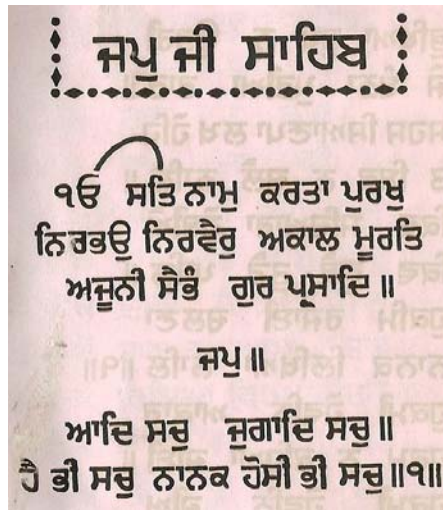 ਜਪੁ ਜੀ ਸਾਹਿਬ
ੴ ਸਤਿ ਨਾਮੁ ਕਰਤਾ ਪੁਰਖੁ
ਨਿਰਭਉ ਨਿਰਵੈਰੁ ਅਕਾਲ ਮੂਰਤਿ
ਅਜੂਨੀ ਸੈਭੰ ਗੁਰ ਪ੍ਰਸਾਦਿ ॥
ਜਪੁ ॥
ਆਦਿ ਸਚੁ ਜੁਗਾਦਿ ਸਚੁ ॥
ਹੈ ਭੀ ਸਚੁ ਨਾਨਕ ਹੋਸੀ ਭੀ ਸਚੁ ॥੧॥